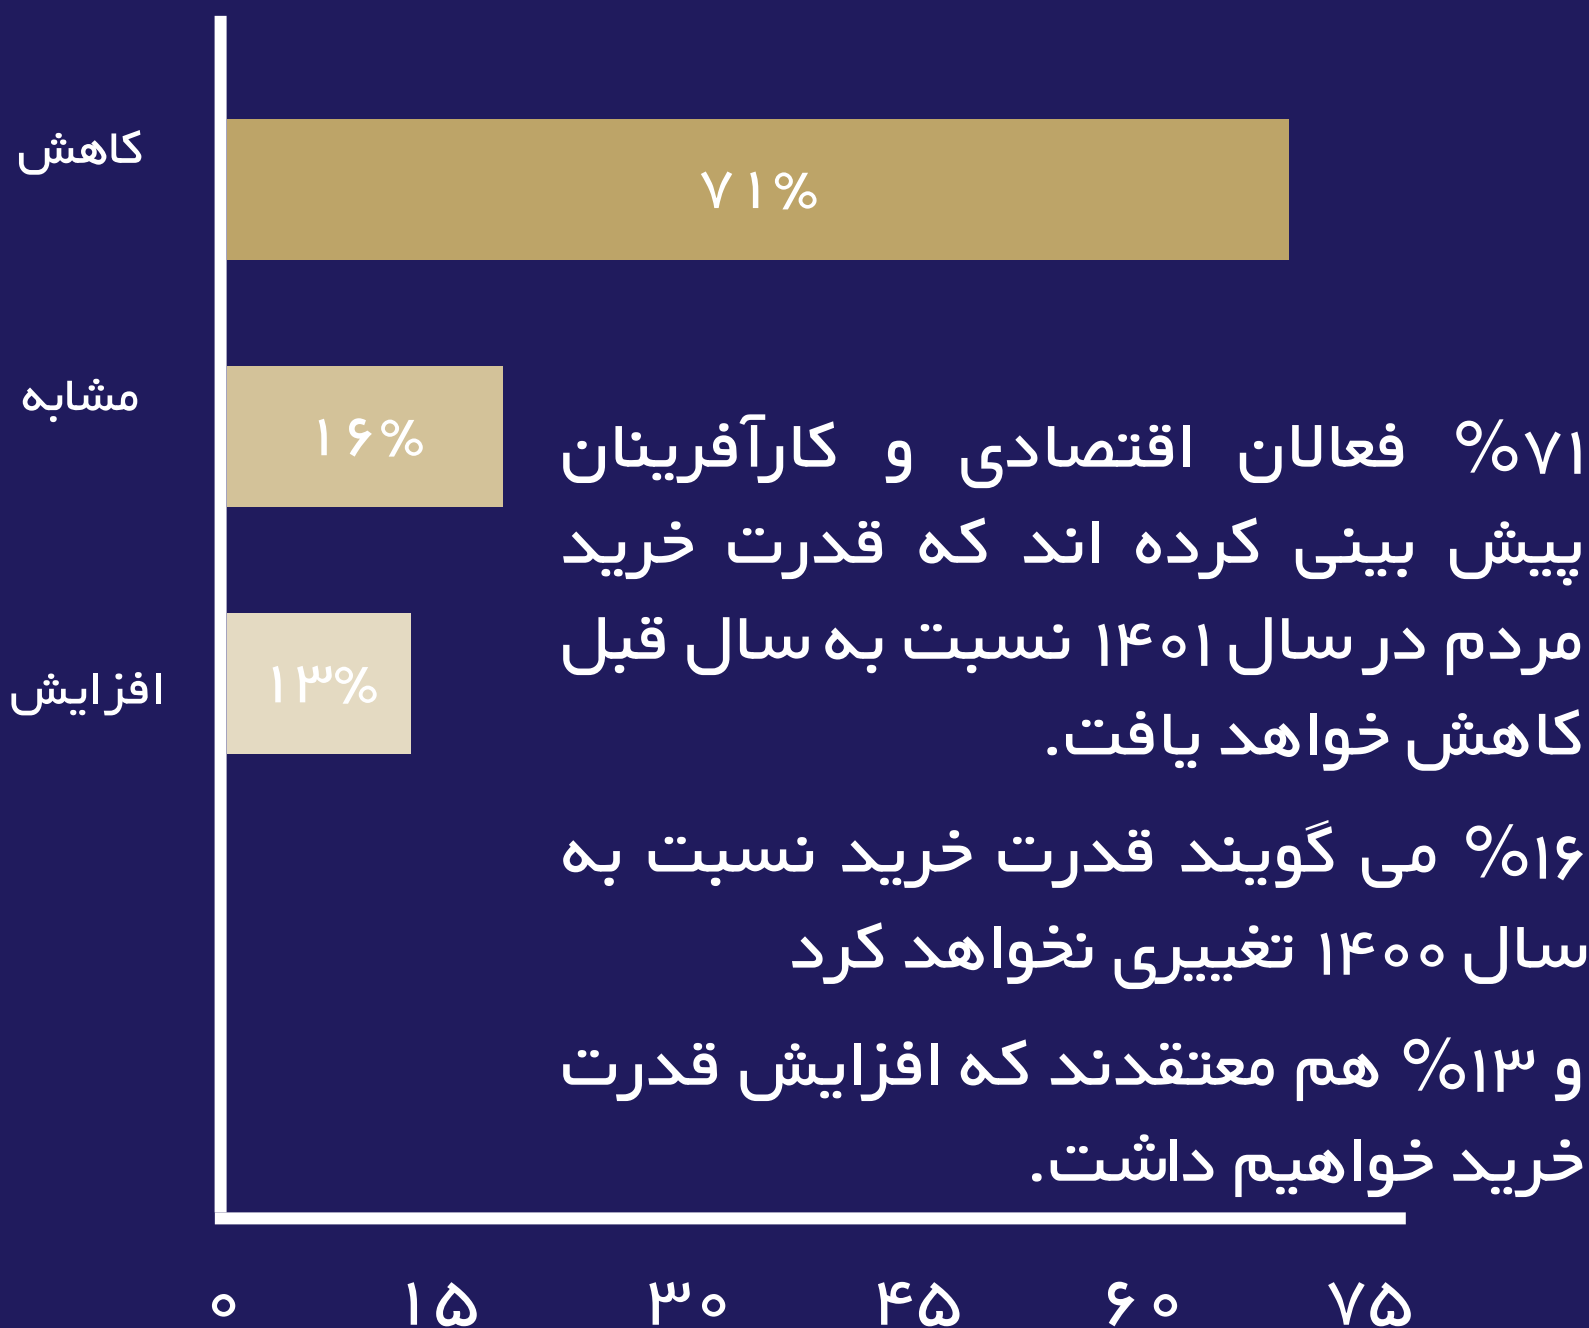 کاهش
۷۱%
مشابه
۱۶%
افزایش
۱۳%
۷۱% فعالان اقتصادی و کارآفرینان
پیش بینی کرده اند که قدرت خرید
مردم در سال ۱۴۰۱ نسبت به سال قبل
کاهش خواهد یافت.
۱۶% می گویند قدرت خرید نسبت به
سال ۱۴۰۰ تغییری نخواهد کرد
و ۱۳% هم معتقدند که افزایش قدرت
خرید خواهیم داشت.
۰ ۱۵ ۳۰ ۴۵ ۶۰ ۷۵